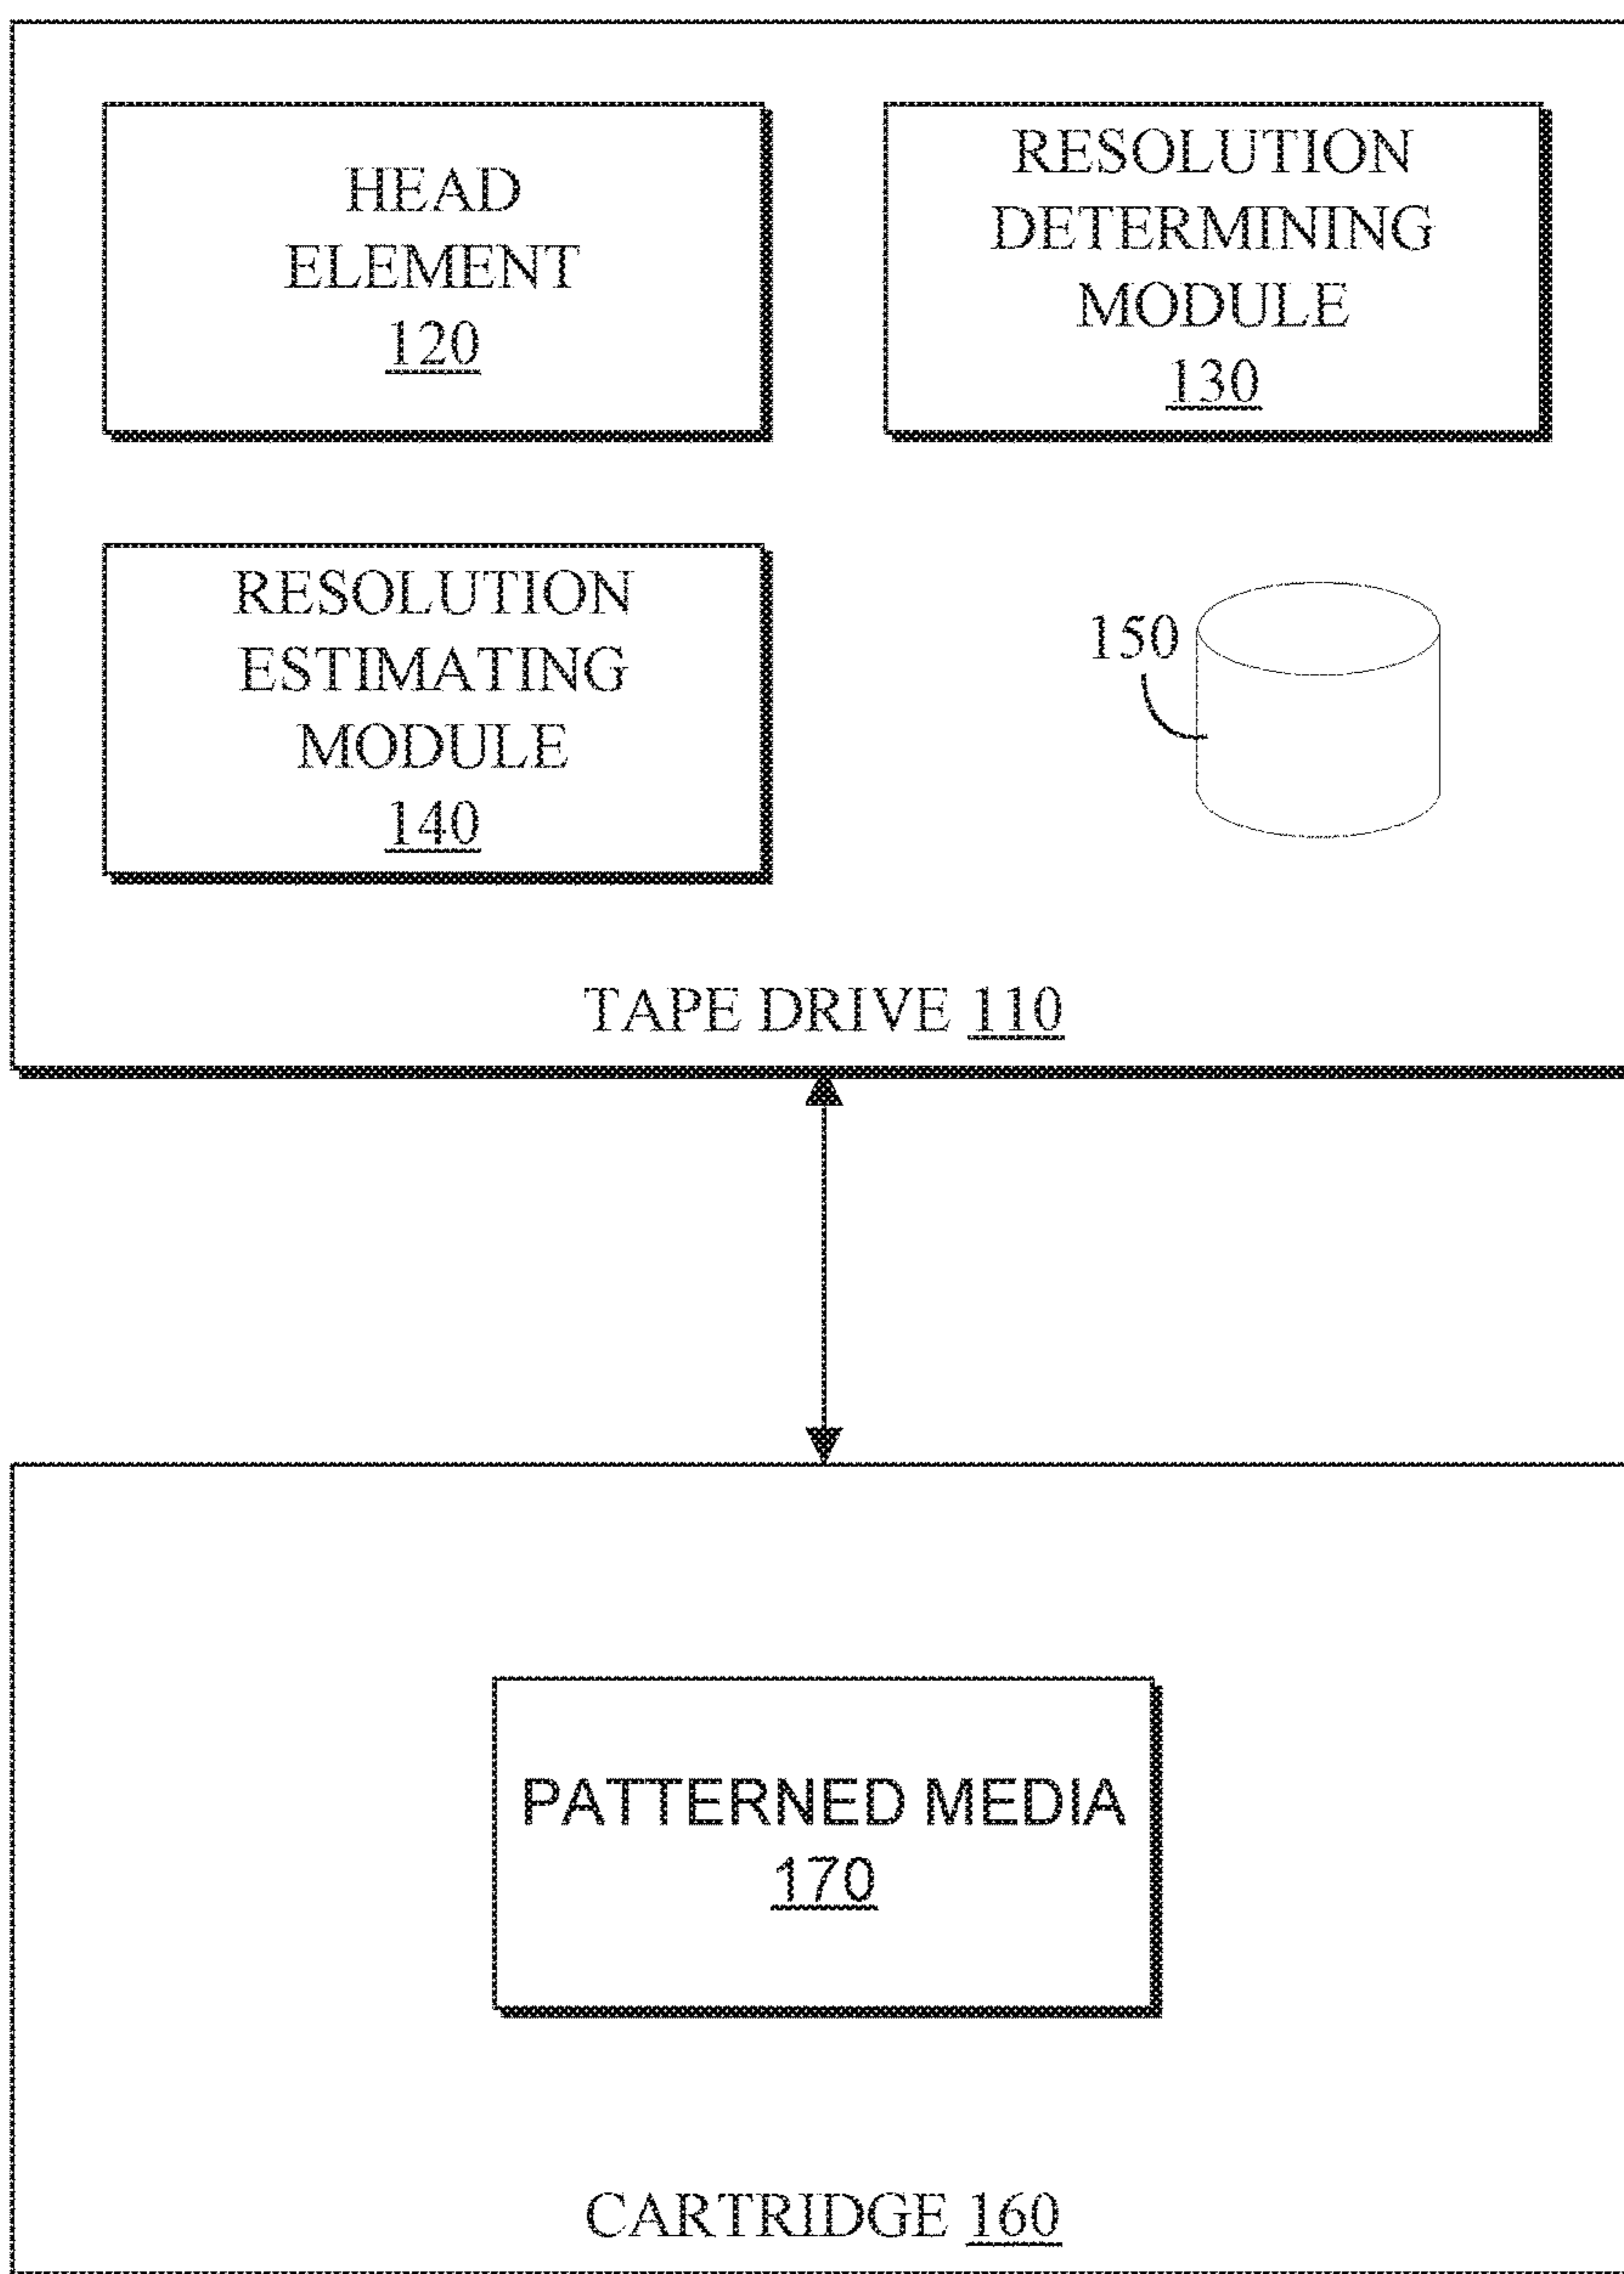 HEAD
ELEMENT
120
RESOLUTION
DETERMINING
MODULE
130
RESOLUTION
ESTIMATING
MODULE
140
150
TAPE DRIVE 110
PATTERNED MEDIA
170
CARTRIDGE 160